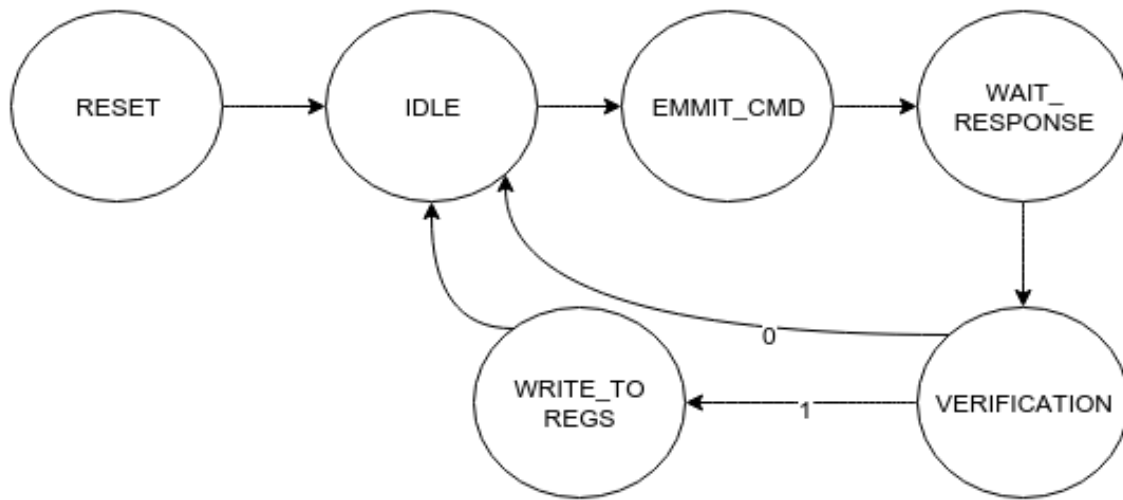 RESET
IDLE
EMMIT_CMD
WAIT_
RESPONSE
0
WRITE_TO
REGS
1
VERIFICATION